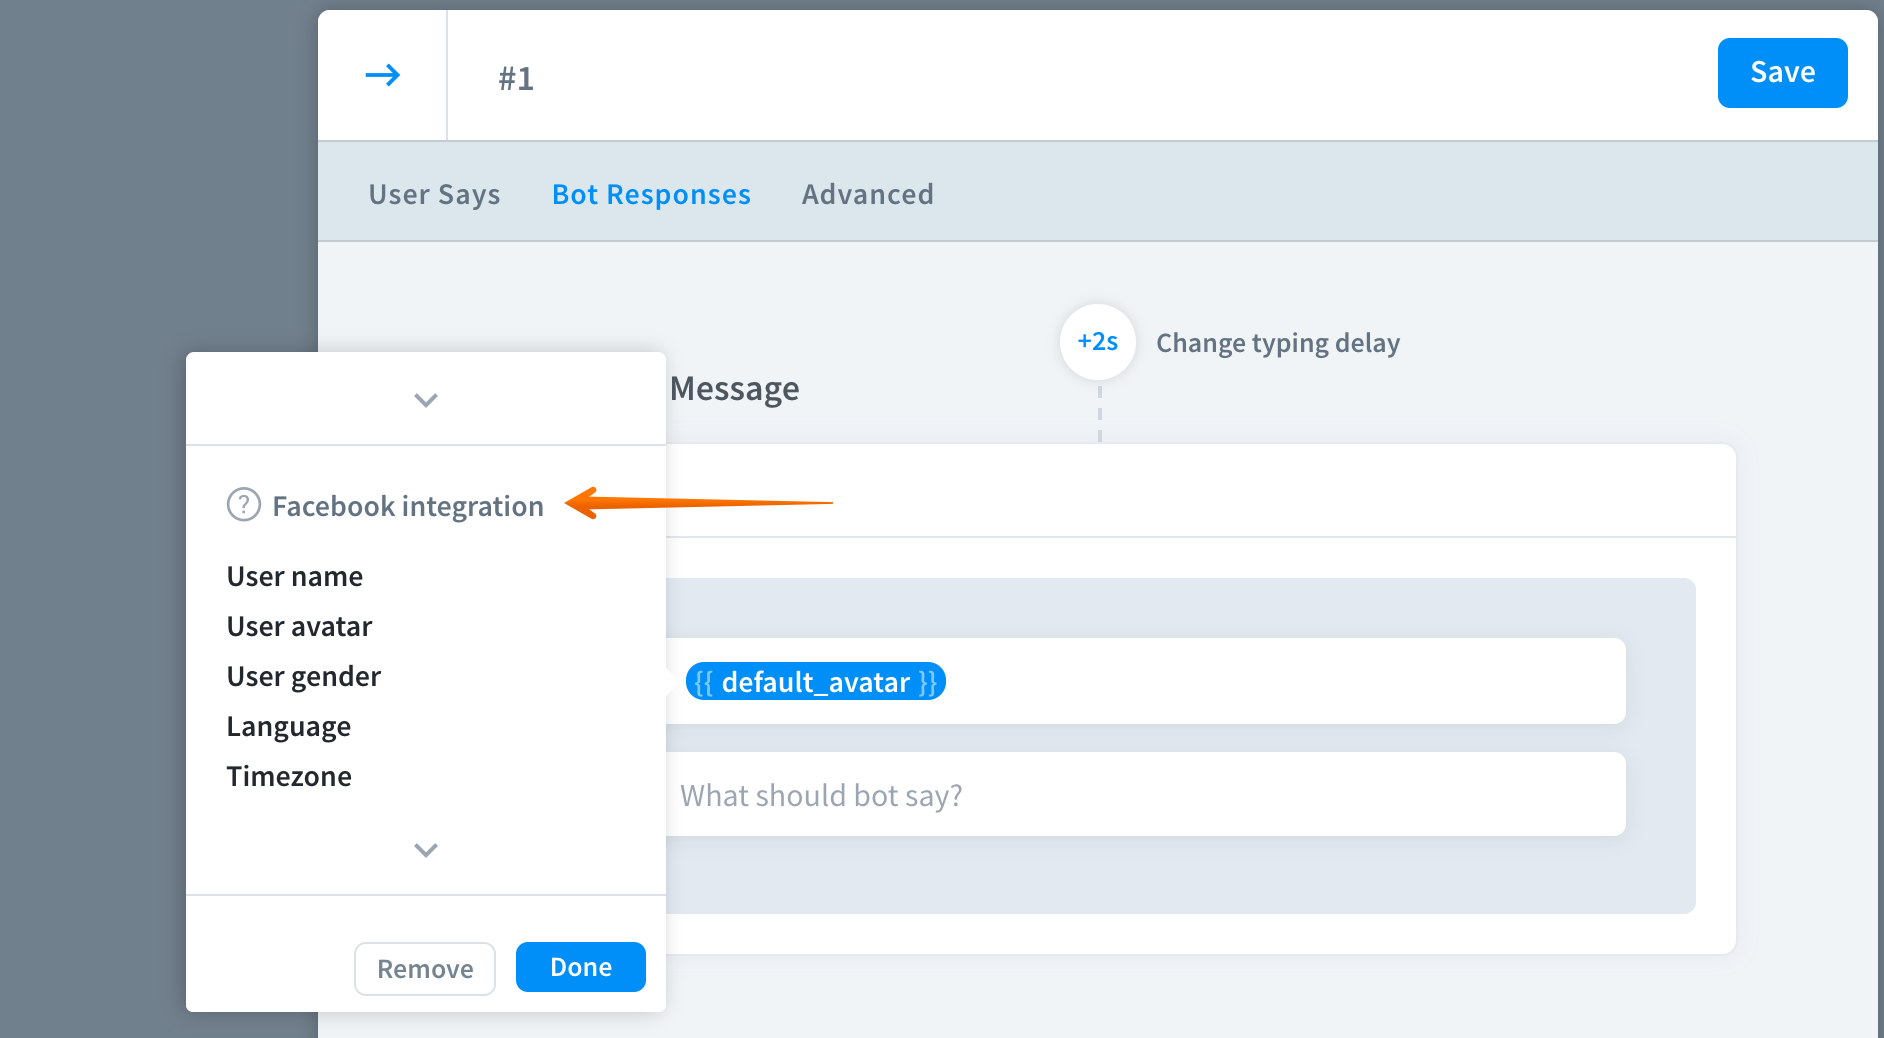 #1
Save
User Says
Bot Responses
Advanced
+2s
Change typing delay
Message
? Facebook integration
User name
User avatar
User gender
Language
Timezone
{{ default_avatar }}
What should bot say?
Remove
Done